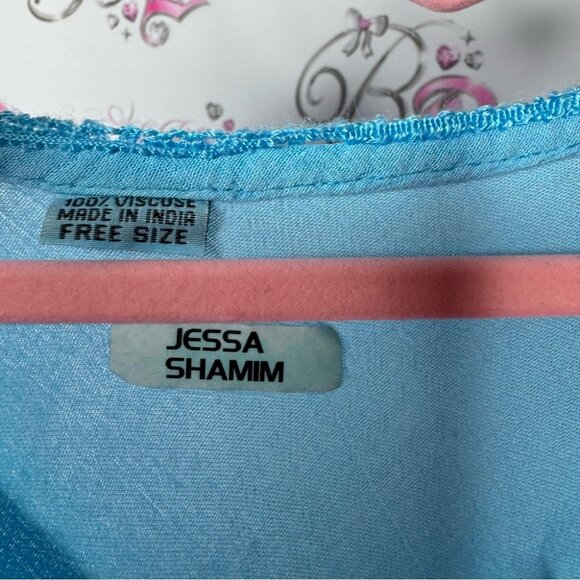 100% VISCOSE
MADE IN INDIA
FREE SIZE
JESSA
SHAMIM